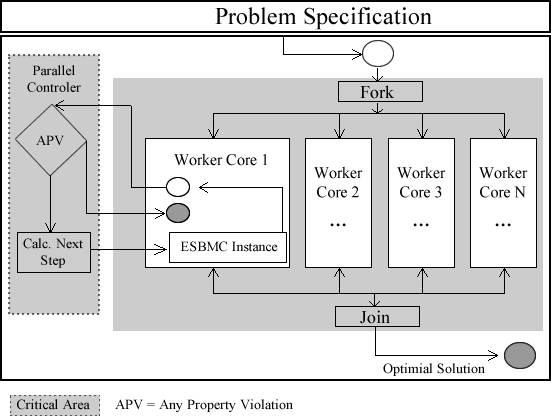 Problem Specification
Parallel
Controler
Fork
APV
Worker Core 1
Worker
Core 2
...
Worker
Core 3
...
Worker
Core N
...
Calc. Next
Step
ESBMC Instance
Join
Optimial Solution
Critical Area
APV = Any Property Violation